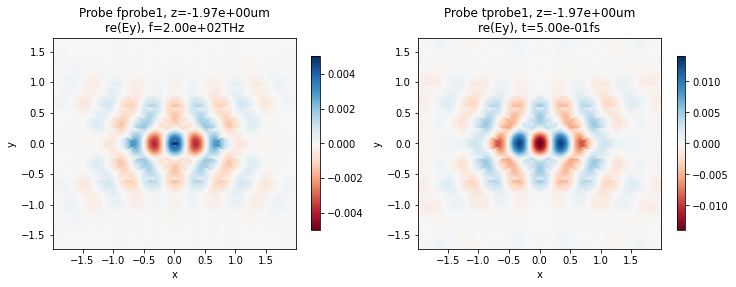 Probe fprobe1, z=-1.97e+00um
re(Ey), f=2.00e+02THz
1.5
1.0
0.5
0.0
−0.5
−1.0
−1.5
y
−1.5 −1.0 −0.5 0.0 0.5 1.0 1.5
x
0.004
0.002
0.000
−0.002
−0.004
Probe tprobe1, z=-1.97e+00um
re(Ey), t=5.00e-01fs
1.5
1.0
0.5
0.0
−0.5
−1.0
−1.5
y
−1.5 −1.0 −0.5 0.0 0.5 1.0 1.5
x
0.010
0.005
0.000
−0.005
−0.010